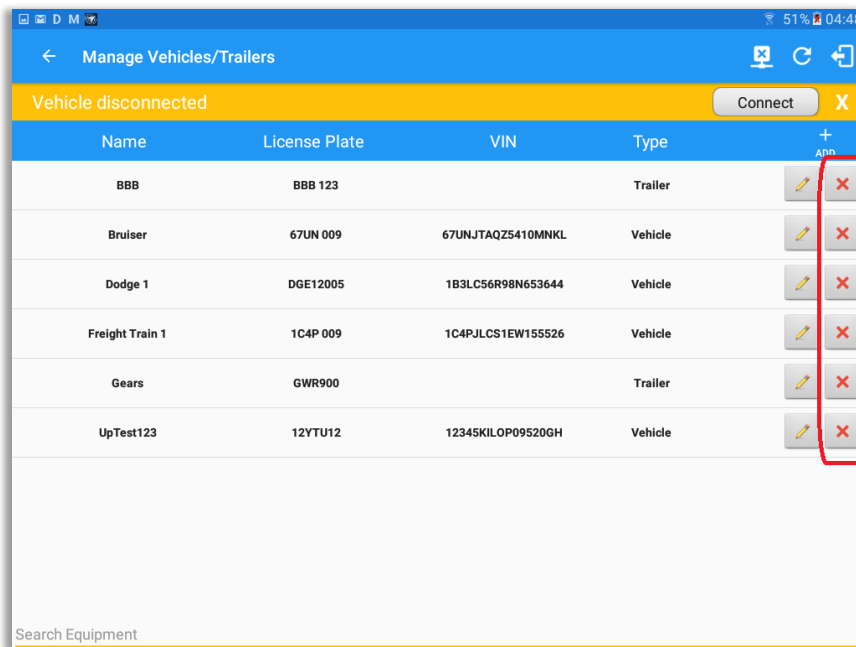 D M 51% 04:48
Manage Vehicles/Trailers
Vehicle disconnected Connect X
Name License Plate VIN Type ADD
BBB BBB 123 Trailer
Bruiser 67UN 009 67UNJTAQZ5410MNKL Vehicle
Dodge 1 DGE12005 1B3LC56R98N653644 Vehicle
Freight Train 1 1C4P 009 1C4PJLCS1EW155526 Vehicle
Gears GWR900 Trailer
UpTest123 12YTU12 12345KILOP09520GH Vehicle
Search Equipment